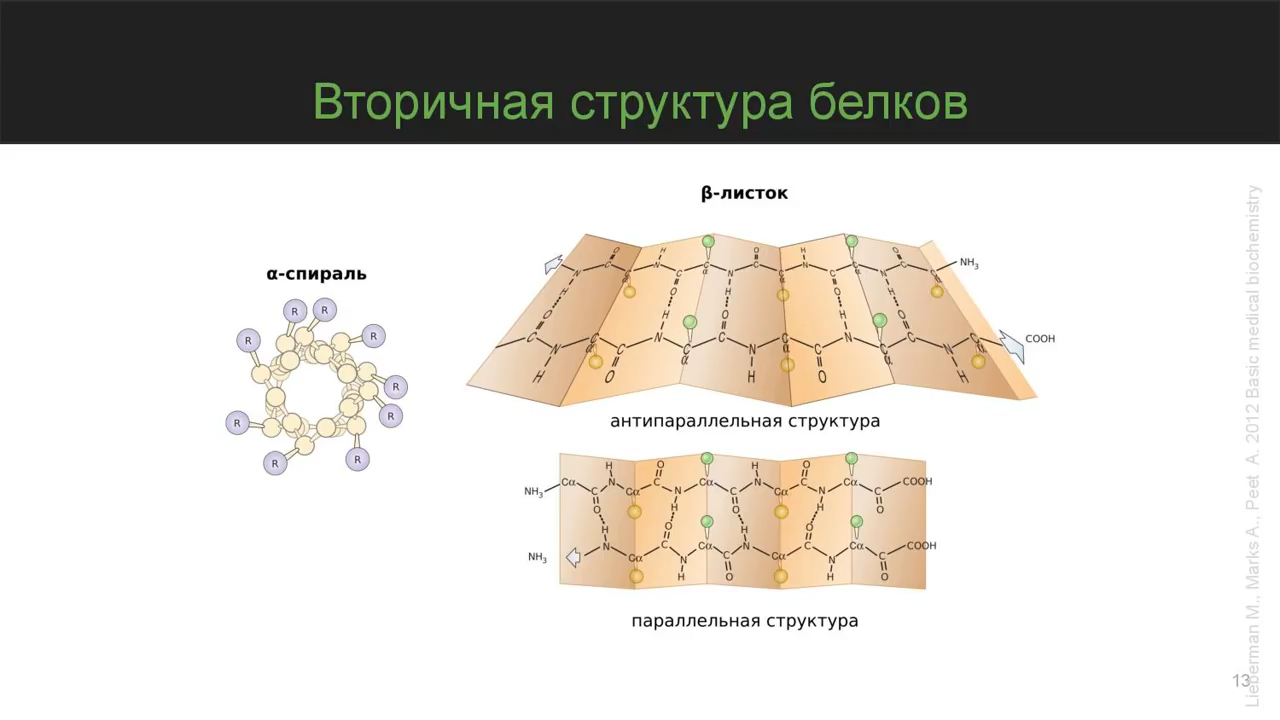 Вторичная структура белков
β-листок
α-спираль
R R
R R
R
R
R
R R
NH3
COOH
антипараллельная структура
NH3 COOH
NH3 COOH
параллельная структура
Lieberman M., Marks A., Peet A. 2012 Basic medical biochemistry
13